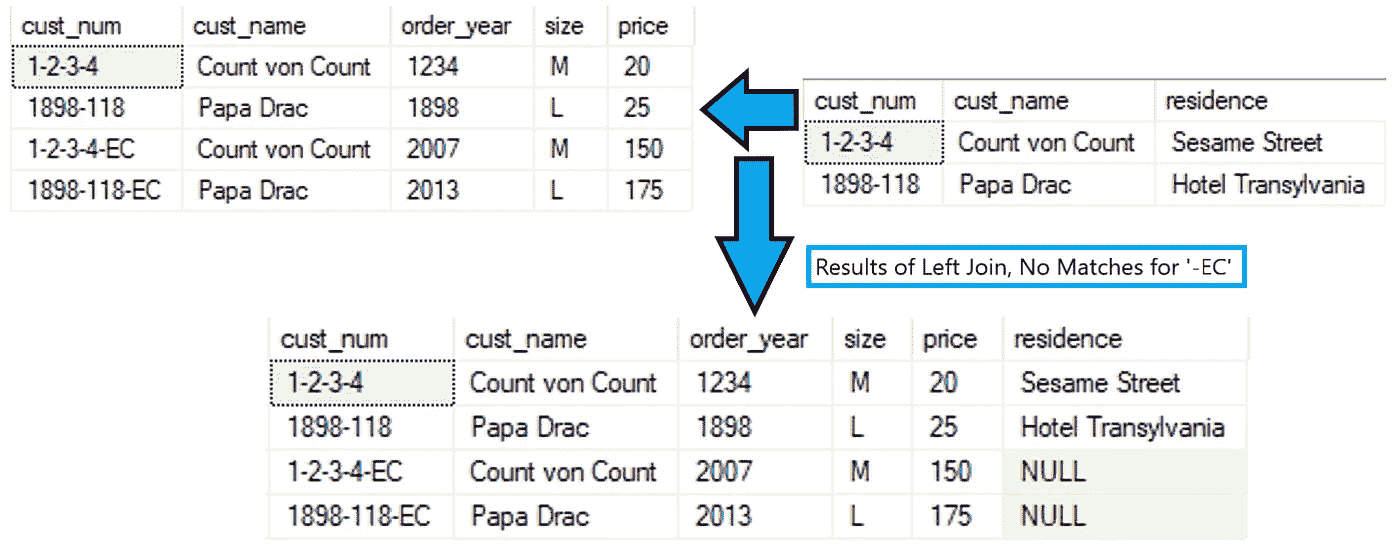 cust_num cust_name order_year size price
1-2-3-4 Count von Count 1234 M 20
1898-118 Papa Drac 1898 L 25
1-2-3-4-EC Count von Count 2007 M 150
1898-118-EC Papa Drac 2013 L 175
cust_num cust_name residence
1-2-3-4 Count von Count Sesame Street
1898-118 Papa Drac Hotel Transylvania
Results of Left Join, No Matches for '-EC'
cust_num cust_name order_year size price residence
1-2-3-4 Count von Count 1234 M 20 Sesame Street
1898-118 Papa Drac 1898 L 25 Hotel Transylvania
1-2-3-4-EC Count von Count 2007 M 150 NULL
1898-118-EC Papa Drac 2013 L 175 NULL